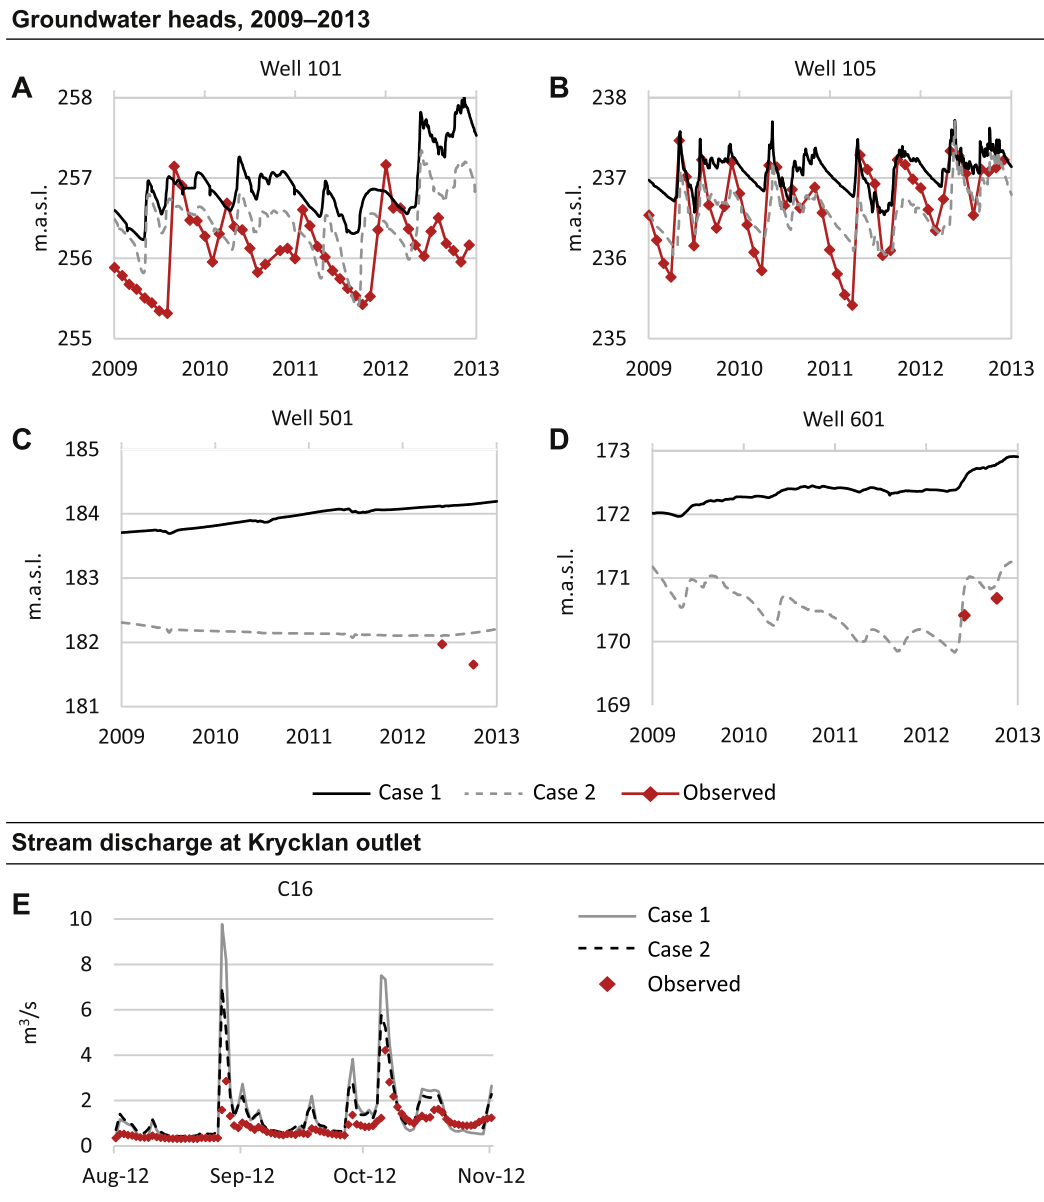 Groundwater heads, 2009–2013
A
Well 101
m.a.s.l.
258
257
256
255
2009 2010 2011 2012 2013
B
Well 105
m.a.s.l.
238
237
236
235
2009 2010 2011 2012 2013
C
Well 501
m.a.s.l.
185
184
183
182
181
2009 2010 2011 2012 2013
D
Well 601
m.a.s.l.
173
172
171
170
169
2009 2010 2011 2012 2013
Case 1 Case 2 Observed
Stream discharge at Krycklan outlet
E
C16
m³/s
10
8
6
4
2
0
Aug-12 Sep-12 Oct-12 Nov-12
Case 1
Case 2
Observed